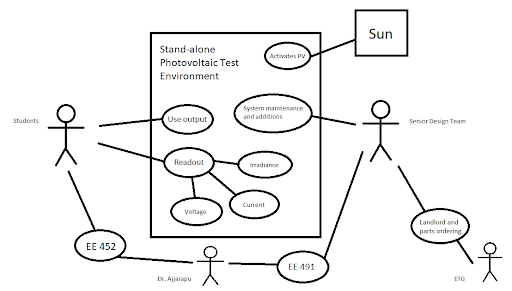 Sun
Stand-alone
Photovoltaic Test
Environment
Activates PV
System maintenance
and additions
Students
Use output
Senior Design Team
Readout
Irradiance
Voltage
Current
Landlord and
parts ordering
EE 452
EE 491
Dr. Ajjarapu
ETG